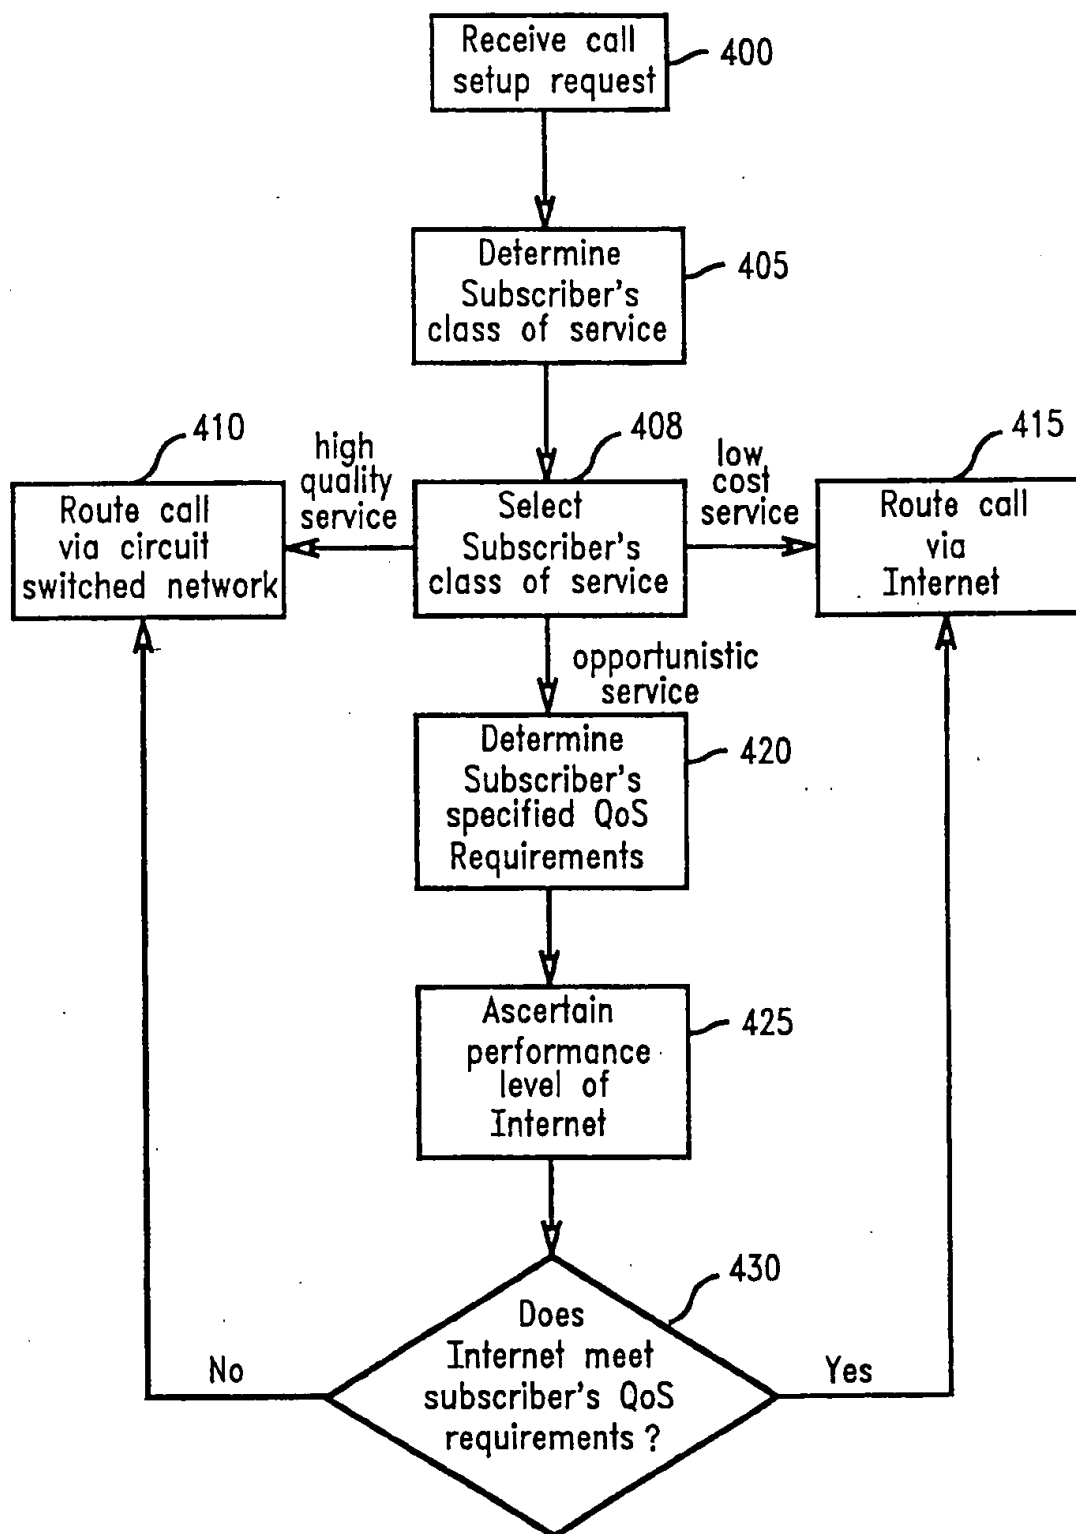 Receive call
setup request
400
Determine
Subscriber's
class of service
405
410
high
quality
service
408
low
cost
service
415
Route call
via circuit
switched network
Select
Subscriber's
class of service
Route call
via
Internet
opportunistic
service
Determine
Subscriber's
specified QoS
Requirements
420
Ascertain
performance
level of
Internet
425
430
Does
Internet meet
subscriber's QoS
requirements ?
No
Yes